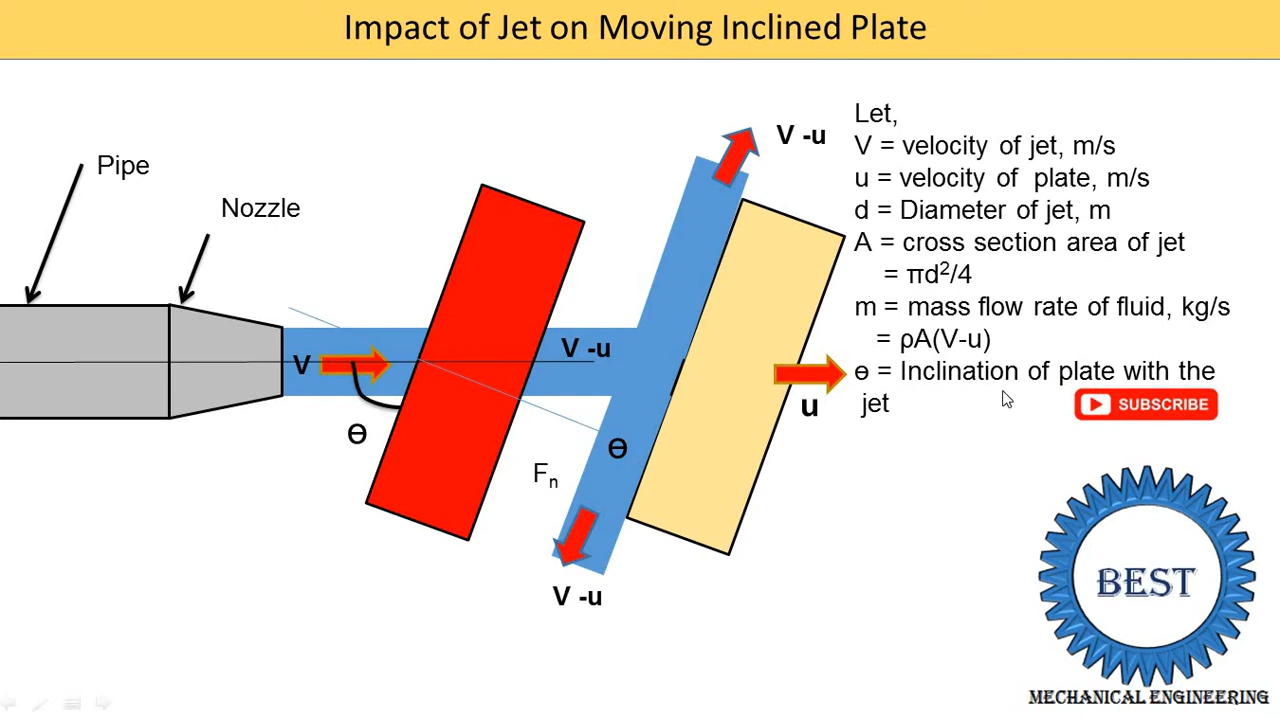 Impact of Jet on Moving Inclined Plate
Pipe
Nozzle
V
V -u
V -u
V -u
u
ϴ
ϴ
Fn
Let,
V = velocity of jet, m/s
u = velocity of plate, m/s
d = Diameter of jet, m
A = cross section area of jet
= πd²/4
m = mass flow rate of fluid, kg/s
= ρA(V-u)
ɵ = Inclination of plate with the
jet
SUBSCRIBE
BEST
MECHANICAL ENGINEERING